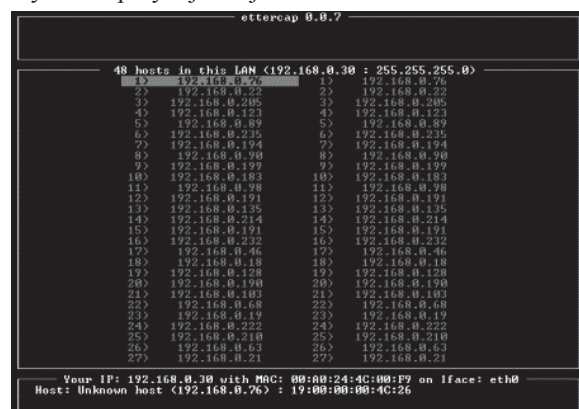 ettercap 0.0.7
48 hosts in this LAN (192.168.0.30 : 255.255.255.0)
1) 192.168.0.76 1) 192.168.0.76
2) 192.168.0.22 2) 192.168.0.22
3) 192.168.0.205 3) 192.168.0.205
4) 192.168.0.123 4) 192.168.0.123
5) 192.168.0.89 5) 192.168.0.89
6) 192.168.0.235 6) 192.168.0.235
7) 192.168.0.194 7) 192.168.0.194
8) 192.168.0.90 8) 192.168.0.90
9) 192.168.0.199 9) 192.168.0.199
10) 192.168.0.183 10) 192.168.0.183
11) 192.168.0.98 11) 192.168.0.98
12) 192.168.0.191 12) 192.168.0.191
13) 192.168.0.135 13) 192.168.0.135
14) 192.168.0.214 14) 192.168.0.214
15) 192.168.0.191 15) 192.168.0.191
16) 192.168.0.232 16) 192.168.0.232
17) 192.168.0.46 17) 192.168.0.46
18) 192.168.0.18 18) 192.168.0.18
19) 192.168.0.128 19) 192.168.0.128
20) 192.168.0.190 20) 192.168.0.190
21) 192.168.0.103 21) 192.168.0.103
22) 192.168.0.68 22) 192.168.0.68
23) 192.168.0.19 23) 192.168.0.19
24) 192.168.0.222 24) 192.168.0.222
25) 192.168.0.210 25) 192.168.0.210
26) 192.168.0.63 26) 192.168.0.63
27) 192.168.0.21 27) 192.168.0.21
Your IP: 192.168.0.30 with MAC: 00:A0:24:4C:00:F9 on Iface: eth0
Host: Unknown host (192.168.0.76) : 19:00:00:00:4C:26